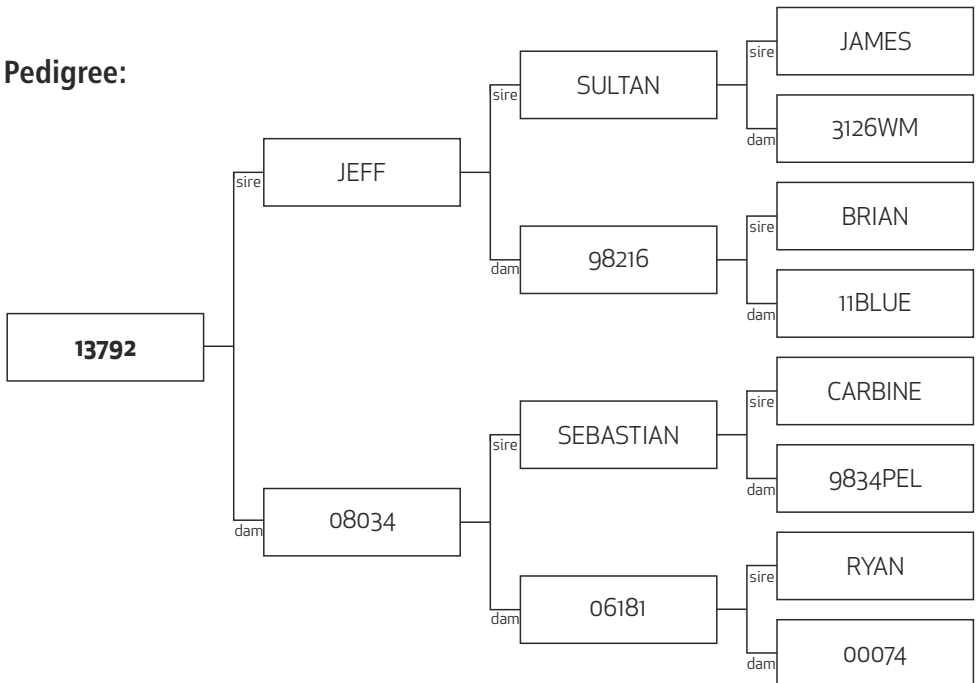 Pedigree:
13792
sire
JEFF
dam
08034
sire
SULTAN
dam
98216
sire
SEBASTIAN
dam
06181
sire
JAMES
dam
3126WM
sire
BRIAN
dam
11BLUE
sire
CARBINE
dam
9834PEL
sire
RYAN
dam
00074